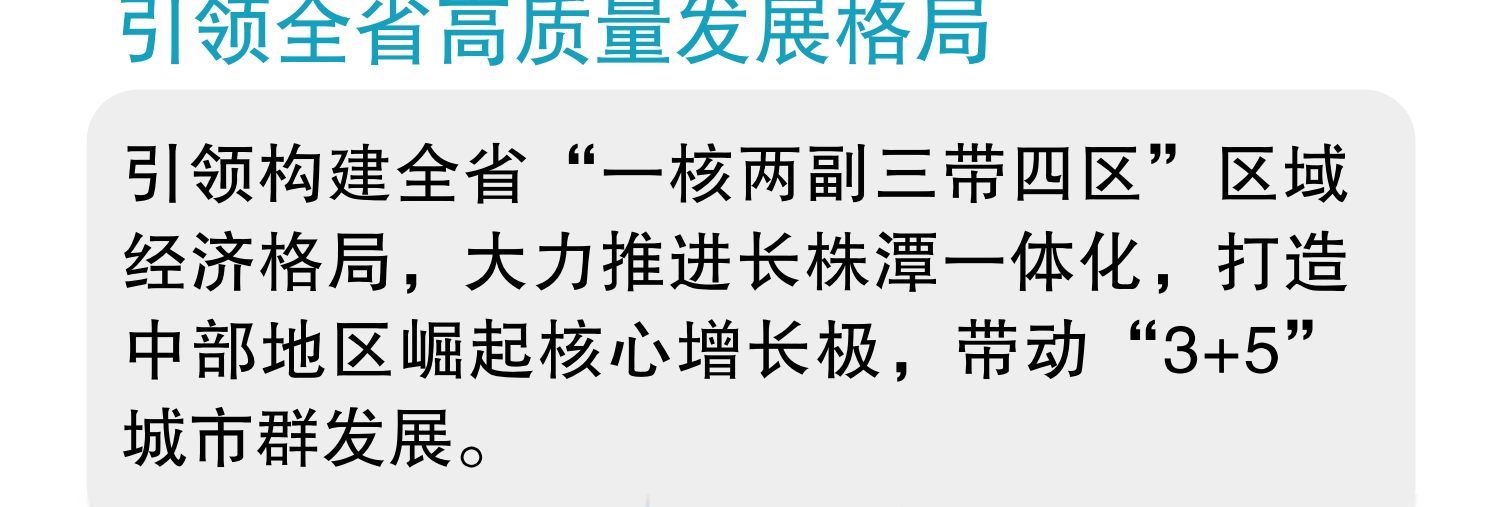 引领全省高质量发展格局
引领构建全省“一核两副三带四区”区域
经济格局，大力推进长株潭一体化，打造
中部地区崛起核心增长极，带动“3+5”
城市群发展。